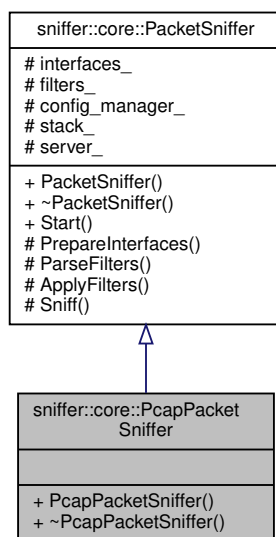 sniffer::core::PacketSniffer
# interfaces_
# filters_
# config_manager_
# stack_
# server_
+ PacketSniffer()
+ ~PacketSniffer()
+ Start()
# PrepareInterfaces()
# ParseFilters()
# ApplyFilters()
# Sniff()
sniffer::core::PcapPacket
Sniffer
+ PcapPacketSniffer()
+ ~PcapPacketSniffer()